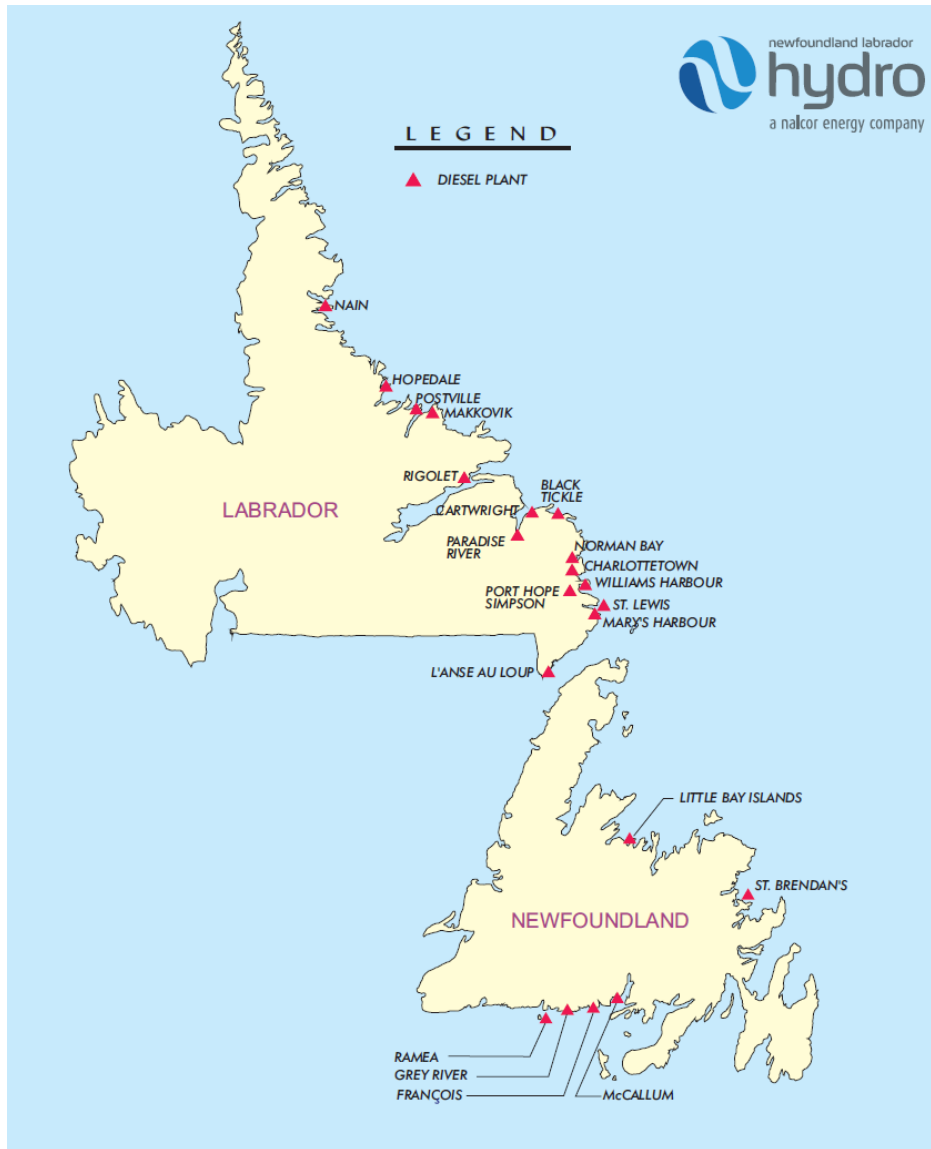 newfoundland labrador
hydro
a nalcor energy company
LEGEND
DIESEL PLANT
NAIN
HOPEDALE
POSTVILLE
MAKKOVIK
RIGOLET
BLACK
TICKLE
LABRADOR
CARTWRIGHT
PARADISE
RIVER
NORMAN BAY
CHARLOTTETOWN
WILLIAMS HARBOUR
PORT HOPE
SIMPSON
ST. LEWIS
MARY'S HARBOUR
L'ANSE AU LOUP
LITTLE BAY ISLANDS
ST. BRENDAN'S
NEWFOUNDLAND
RAMEA
GREY RIVER
FRANÇOIS
McCALLUM